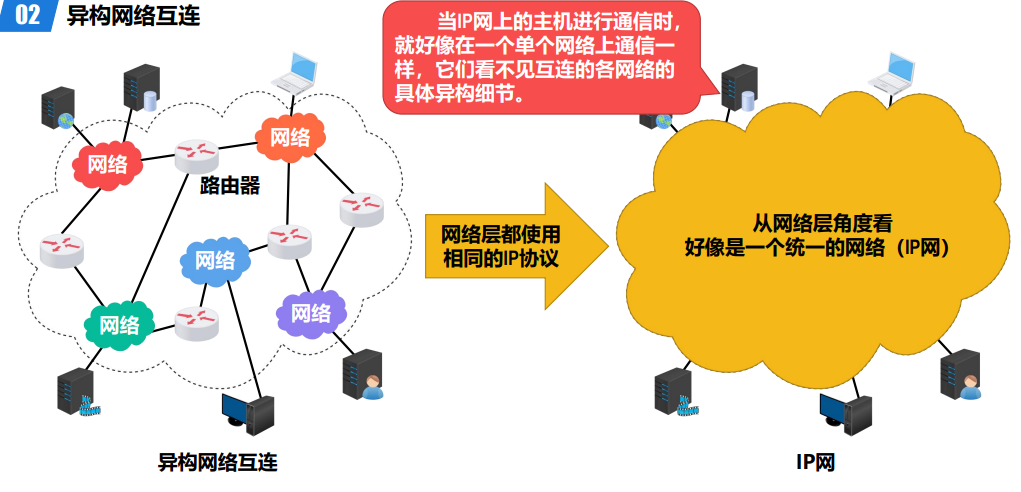 02 异构网络互连
当IP网上的主机进行通信时，
就好像在一个单个网络上通信一
样，它们看不见互连的各网络的
具体异构细节。
网络
网络
路由器
网络
网络
网络
网络层都使用
相同的IP协议
从网络层角度看
好像是一个统一的网络（IP网）
异构网络互连
IP网